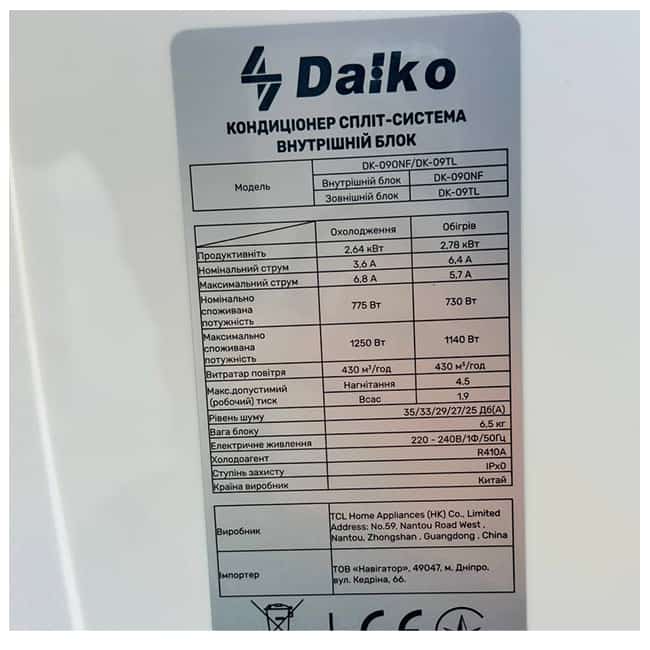 Daiko
КОНДИЦІОНЕР СПЛІТ-СИСТЕМА
ВНУТРІШНІЙ БЛОК
Модель
DK-090NF/DK-09TL
Внутрішній блок DK-090NF
Зовнішній блок DK-09TL
Охолодження Обігрів
Продуктивніть 2,64 кВт 2,78 кВт
Номінальний струм 3,6 А 6,4 А
Максимальний струм 6,8 А 5,7 А
Номінально
споживана
потужність
775 Вт 730 Вт
Максимально
споживана
потужність
1250 Вт 1140 Вт
Витратар повітря 430 м³/год 430 м³/год
Макс.допустимий
(робочий) тиск
Нагнітання 4.5
Всас 1.9
Рівень шуму 35/33/29/27/25 Дб(А)
Вага блоку 6,5 кг
Електричне живлення 220 - 240В/1Ф/50Гц
Холодоагент R410A
Ступінь захисту IPx0
Країна виробник Китай
Виробник
TCL Home Appliances (HK) Co., Limited
Address: No.59, Nantou Road West ,
Nantou, Zhongshan , Guangdong , China
Імпортер
ТОВ «Навігатор», 49047, м. Дніпро,
вул. Кедріна, 66.
CE